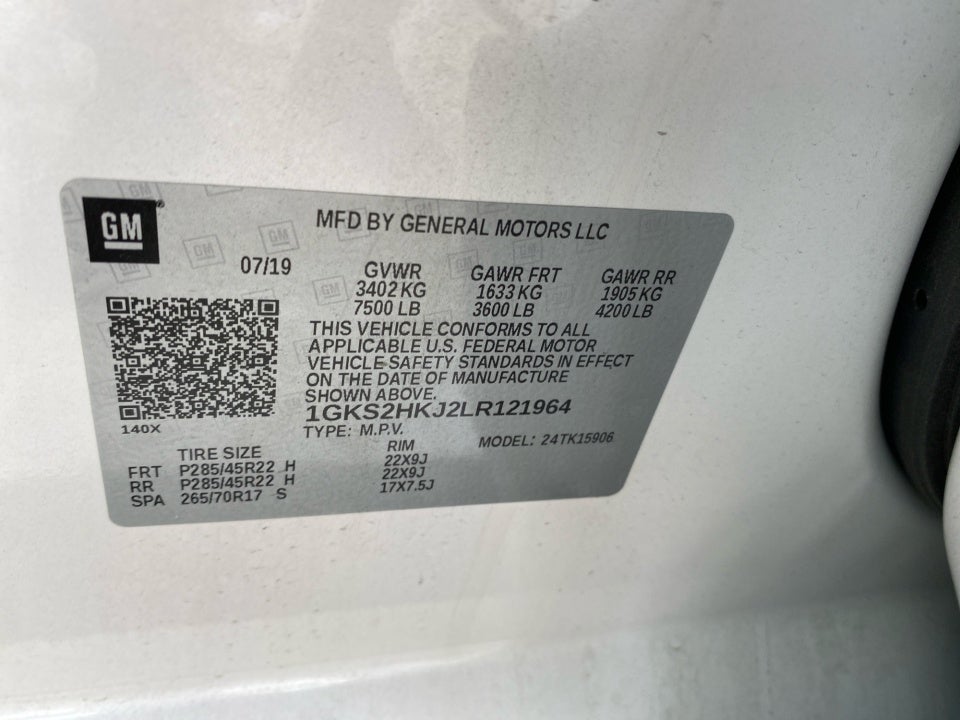 GM
MFD BY GENERAL MOTORS LLC
07/19
GVWR GAWR FRT GAWR RR
3402 KG 1633 KG 1905 KG
7500 LB 3600 LB 4200 LB
THIS VEHICLE CONFORMS TO ALL
APPLICABLE U.S. FEDERAL MOTOR
VEHICLE SAFETY STANDARDS IN EFFECT
ON THE DATE OF MANUFACTURE
SHOWN ABOVE.
1GKS2HKJ2LR121964
140X
TYPE: M.P.V. MODEL: 24TK15906
TIRE SIZE RIM
FRT P285/45R22 H 22X9J
RR P285/45R22 H 22X9J
SPA 265/70R17 S 17X7.5J